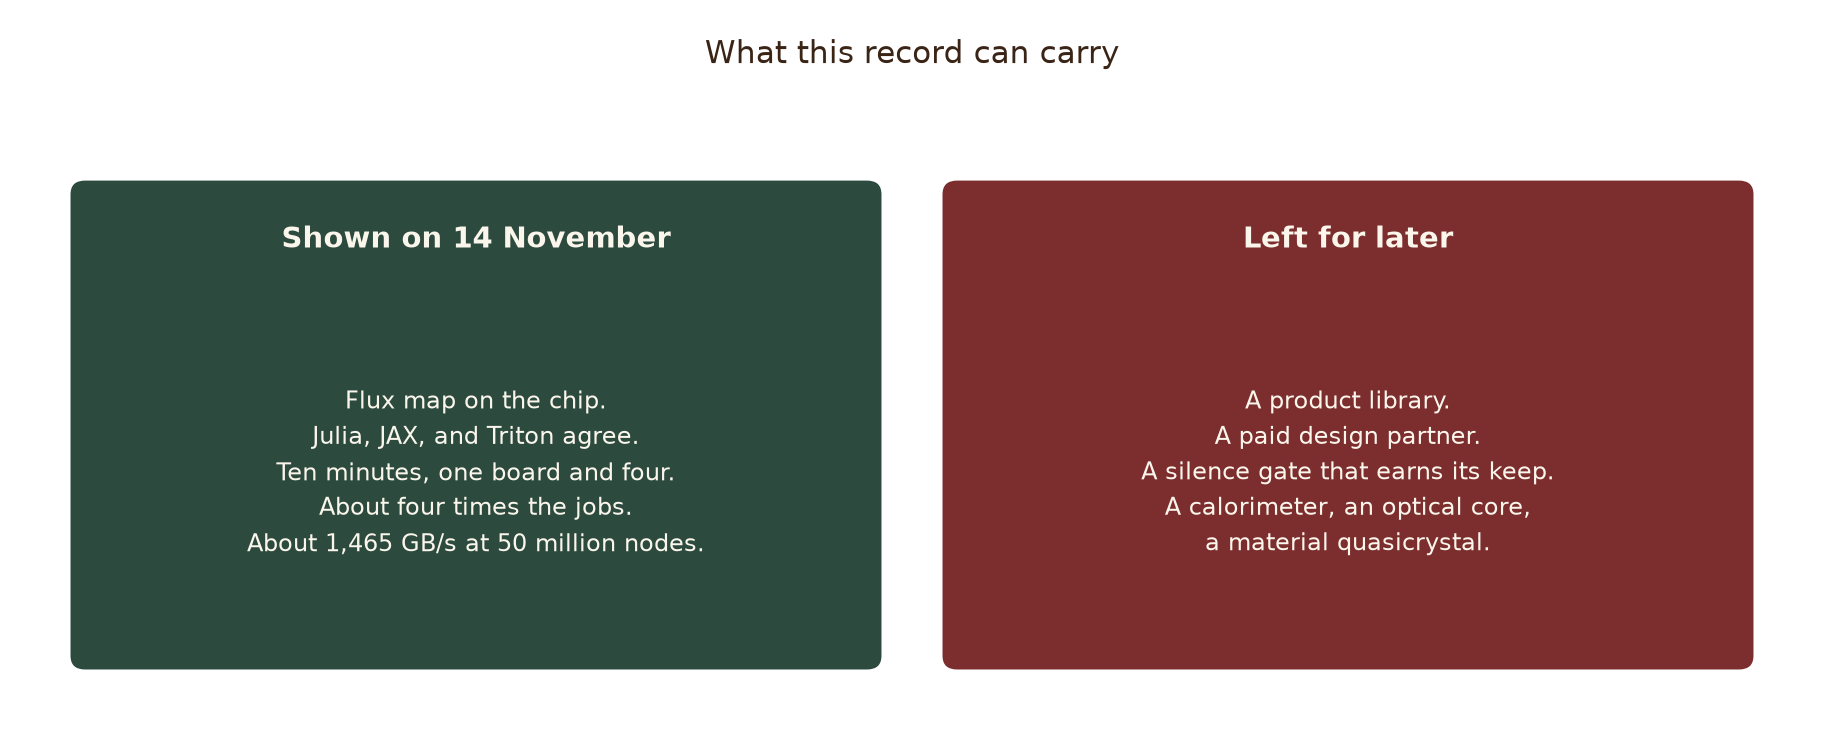 What this record can carry
Shown on 14 November
Flux map on the chip.
Julia, JAX, and Triton agree.
Ten minutes, one board and four.
About four times the jobs.
About 1,465 GB/s at 50 million nodes.
Left for later
A product library.
A paid design partner.
A silence gate that earns its keep.
A calorimeter, an optical core,
a material quasicrystal.